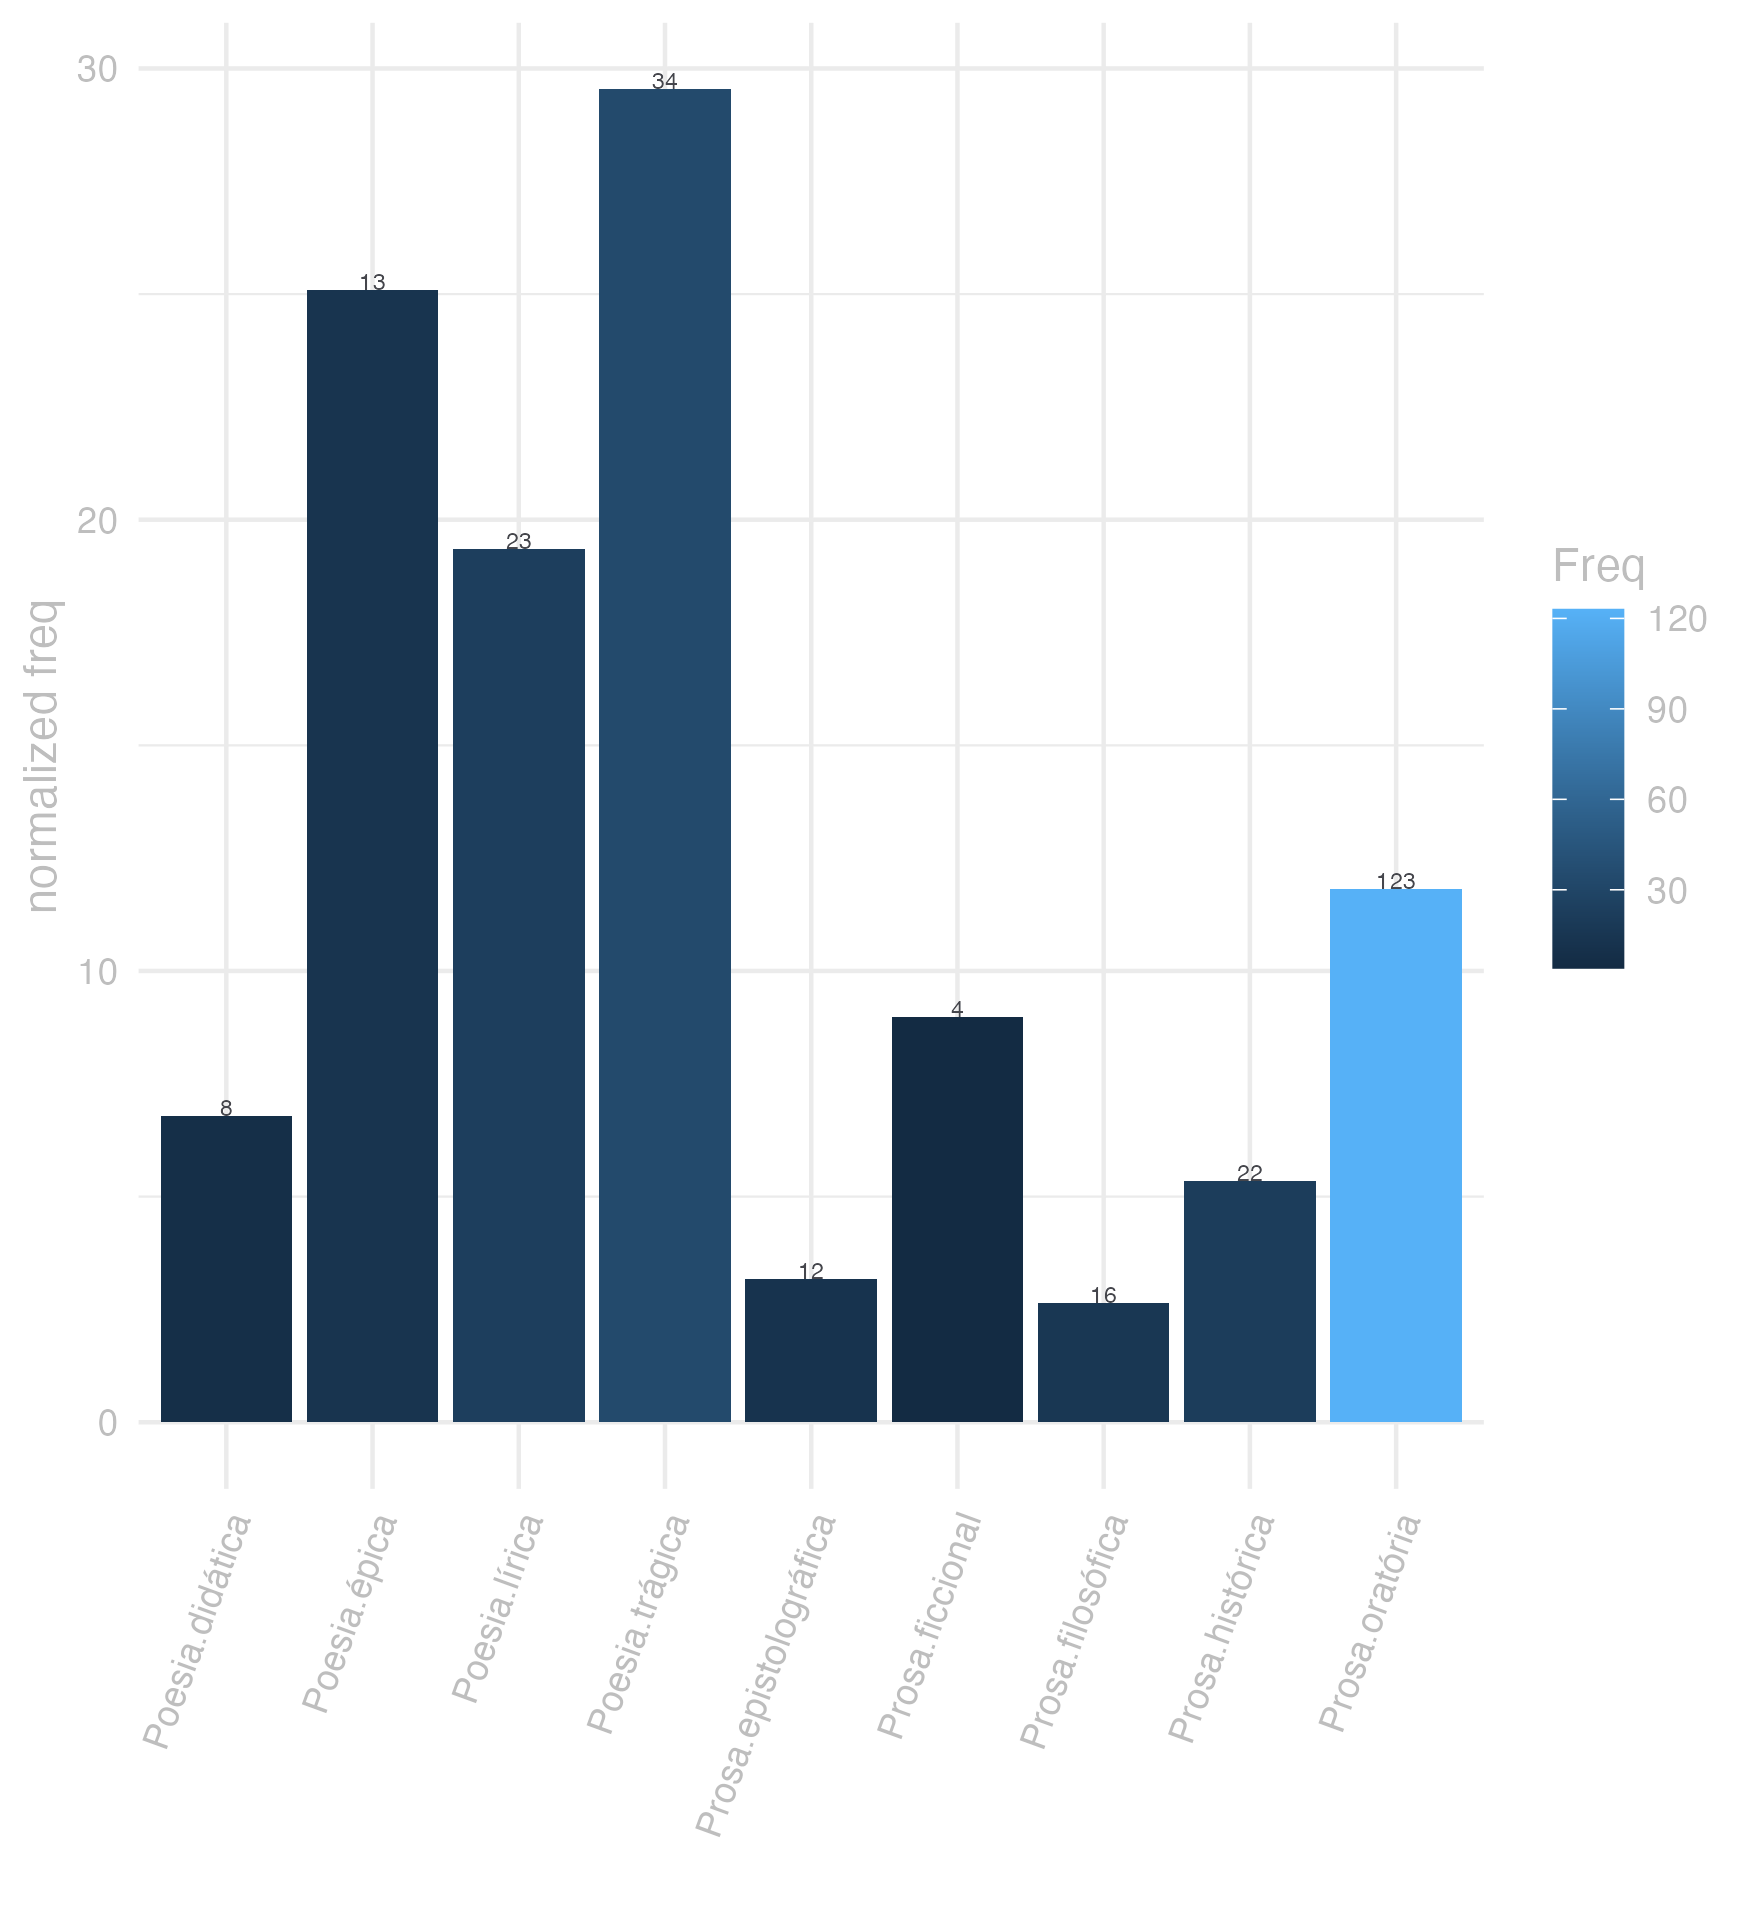 normalized freq
30
20
10
0
8
13
23
34
12
4
16
22
123
Poesia.didática
Poesia.épica
Poesia.lírica
Poesia.trágica
Prosa.epistolográfica
Prosa.ficcional
Prosa.filosófica
Prosa.histórica
Prosa.oratória
Freq
120
90
60
30